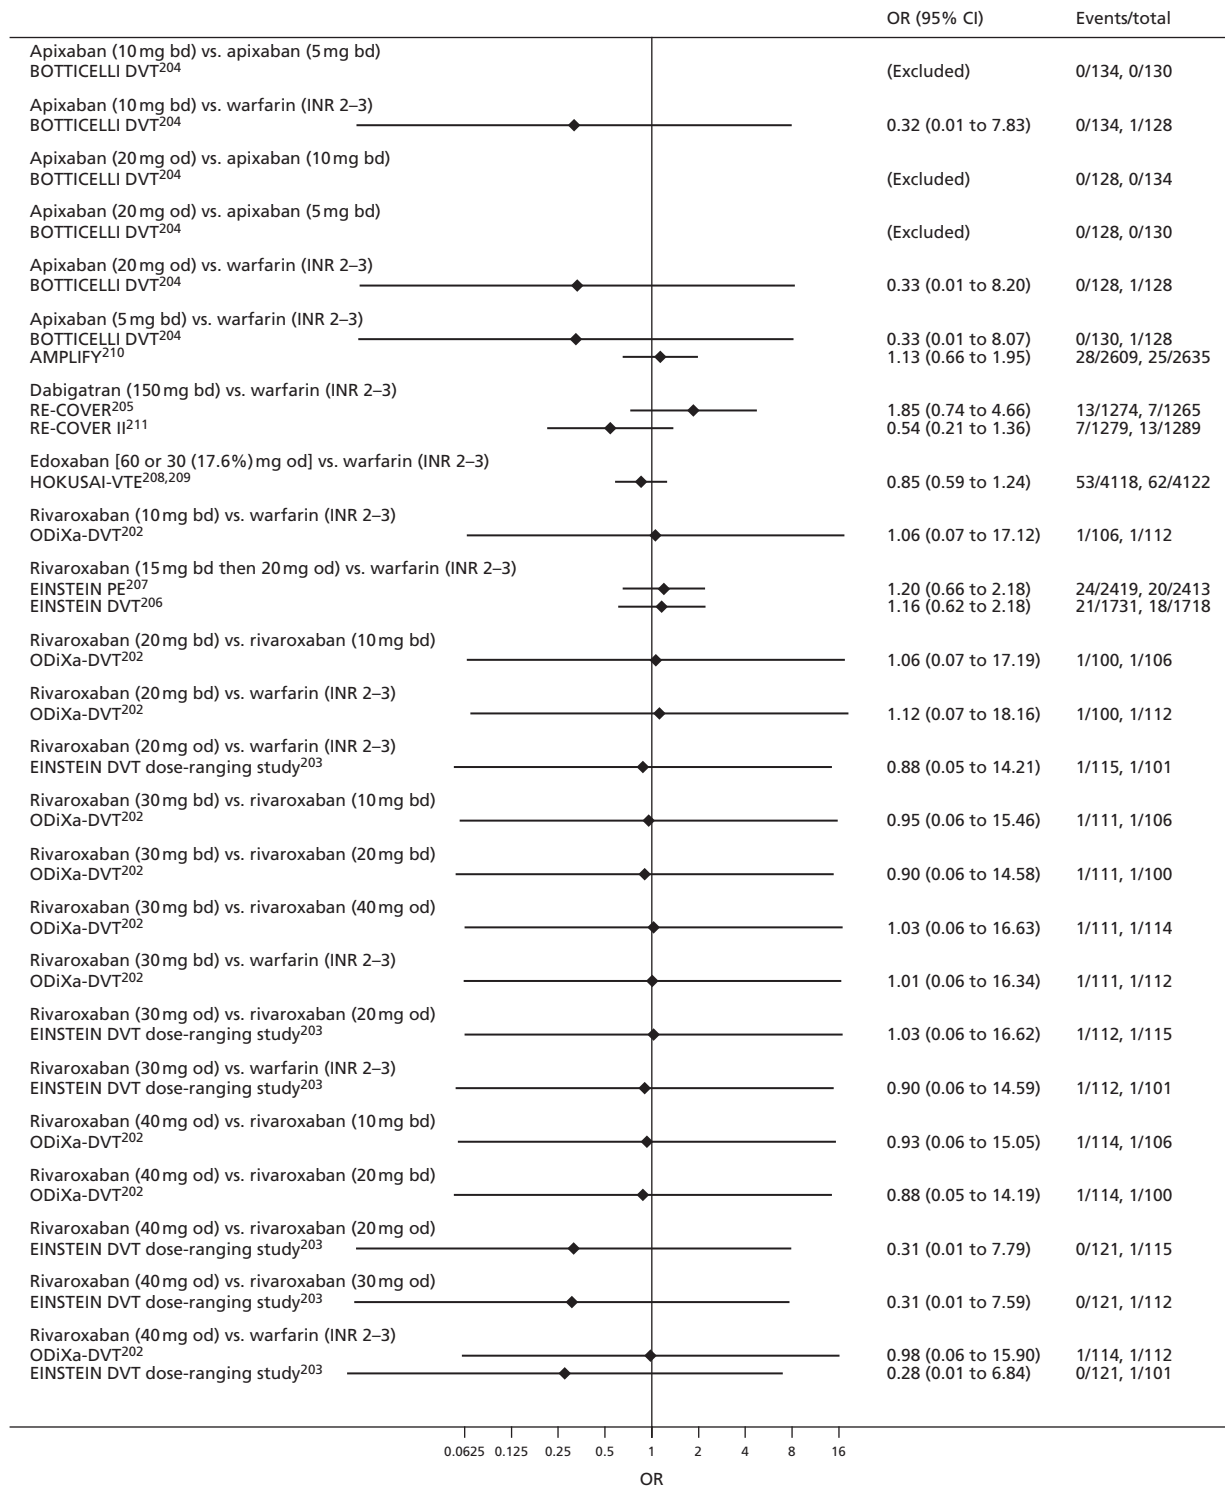 OR (95% CI) Events/total
Apixaban (10 mg bd) vs. apixaban (5 mg bd)
BOTTICELLI DVT204 (Excluded) 0/134, 0/130
Apixaban (10 mg bd) vs. warfarin (INR 2–3)
BOTTICELLI DVT204 0.32 (0.01 to 7.83) 0/134, 1/128
Apixaban (20 mg od) vs. apixaban (10 mg bd)
BOTTICELLI DVT204 (Excluded) 0/128, 0/134
Apixaban (20 mg od) vs. apixaban (5 mg bd)
BOTTICELLI DVT204 (Excluded) 0/128, 0/130
Apixaban (20 mg od) vs. warfarin (INR 2–3)
BOTTICELLI DVT204 0.33 (0.01 to 8.20) 0/128, 1/128
Apixaban (5 mg bd) vs. warfarin (INR 2–3)
BOTTICELLI DVT204 0.33 (0.01 to 8.07) 0/130, 1/128
AMPLIFY210 1.13 (0.66 to 1.95) 28/2609, 25/2635
Dabigatran (150 mg bd) vs. warfarin (INR 2–3)
RE-COVER205 1.85 (0.74 to 4.66) 13/1274, 7/1265
RE-COVER II211 0.54 (0.21 to 1.36) 7/1279, 13/1289
Edoxaban [60 or 30 (17.6%) mg od] vs. warfarin (INR 2–3)
HOKUSAI-VTE208,209 0.85 (0.59 to 1.24) 53/4118, 62/4122
Rivaroxaban (10 mg bd) vs. warfarin (INR 2–3)
ODiXa-DVT202 1.06 (0.07 to 17.12) 1/106, 1/112
Rivaroxaban (15 mg bd then 20 mg od) vs. warfarin (INR 2–3)
EINSTEIN PE207 1.20 (0.66 to 2.18) 24/2419, 20/2413
EINSTEIN DVT206 1.16 (0.62 to 2.18) 21/1731, 18/1718
Rivaroxaban (20 mg bd) vs. rivaroxaban (10 mg bd)
ODiXa-DVT202 1.06 (0.07 to 17.19) 1/100, 1/106
Rivaroxaban (20 mg bd) vs. warfarin (INR 2–3)
ODiXa-DVT202 1.12 (0.07 to 18.16) 1/100, 1/112
Rivaroxaban (20 mg od) vs. warfarin (INR 2–3)
EINSTEIN DVT dose-ranging study203 0.88 (0.05 to 14.21) 1/115, 1/101
Rivaroxaban (30 mg bd) vs. rivaroxaban (10 mg bd)
ODiXa-DVT202 0.95 (0.06 to 15.46) 1/111, 1/106
Rivaroxaban (30 mg bd) vs. rivaroxaban (20 mg bd)
ODiXa-DVT202 0.90 (0.06 to 14.58) 1/111, 1/100
Rivaroxaban (30 mg bd) vs. rivaroxaban (40 mg od)
ODiXa-DVT202 1.03 (0.06 to 16.63) 1/111, 1/114
Rivaroxaban (30 mg bd) vs. warfarin (INR 2–3)
ODiXa-DVT202 1.01 (0.06 to 16.34) 1/111, 1/112
Rivaroxaban (30 mg od) vs. rivaroxaban (20 mg od)
EINSTEIN DVT dose-ranging study203 1.03 (0.06 to 16.62) 1/112, 1/115
Rivaroxaban (30 mg od) vs. warfarin (INR 2–3)
EINSTEIN DVT dose-ranging study203 0.90 (0.06 to 14.59) 1/112, 1/101
Rivaroxaban (40 mg od) vs. rivaroxaban (10 mg bd)
ODiXa-DVT202 0.93 (0.06 to 15.05) 1/114, 1/106
Rivaroxaban (40 mg od) vs. rivaroxaban (20 mg bd)
ODiXa-DVT202 0.88 (0.05 to 14.19) 1/114, 1/100
Rivaroxaban (40 mg od) vs. rivaroxaban (20 mg od)
EINSTEIN DVT dose-ranging study203 0.31 (0.01 to 7.79) 0/121, 1/115
Rivaroxaban (40 mg od) vs. rivaroxaban (30 mg od)
EINSTEIN DVT dose-ranging study203 0.31 (0.01 to 7.59) 0/121, 1/112
Rivaroxaban (40 mg od) vs. warfarin (INR 2–3)
ODiXa-DVT202 0.98 (0.06 to 15.90) 1/114, 1/112
EINSTEIN DVT dose-ranging study203 0.28 (0.01 to 6.84) 0/121, 1/101
0.0625 0.125 0.25 0.5 1 2 4 8 16
OR